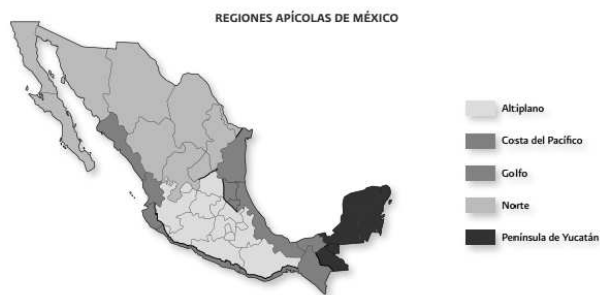 REGIONES APÍCOLAS DE MÉXICO
Altiplano
Costa del Pacífico
Golfo
Norte
Península de Yucatán